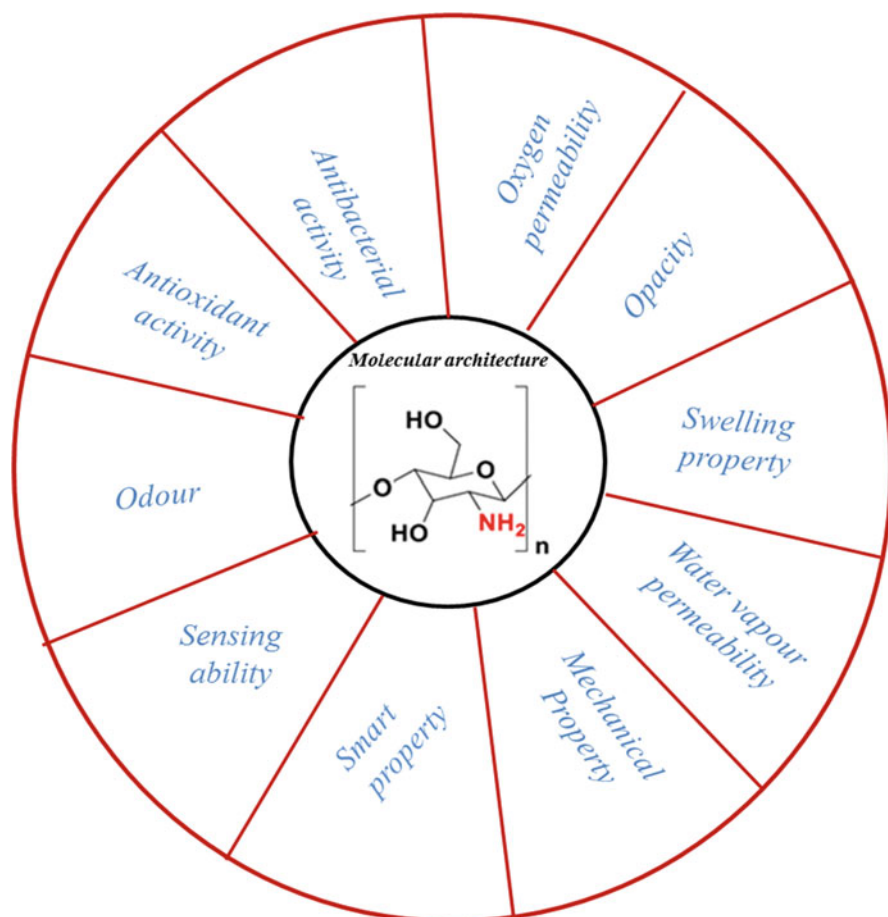 Oxygen
permeability
Opacity
Swelling
property
Water vapour
permeability
Mechanical
Property
Smart
property
Sensing
ability
Odour
Antioxidant
activity
Antibacterial
activity
Molecular architecture
HO
O
O
HO
NH2
n